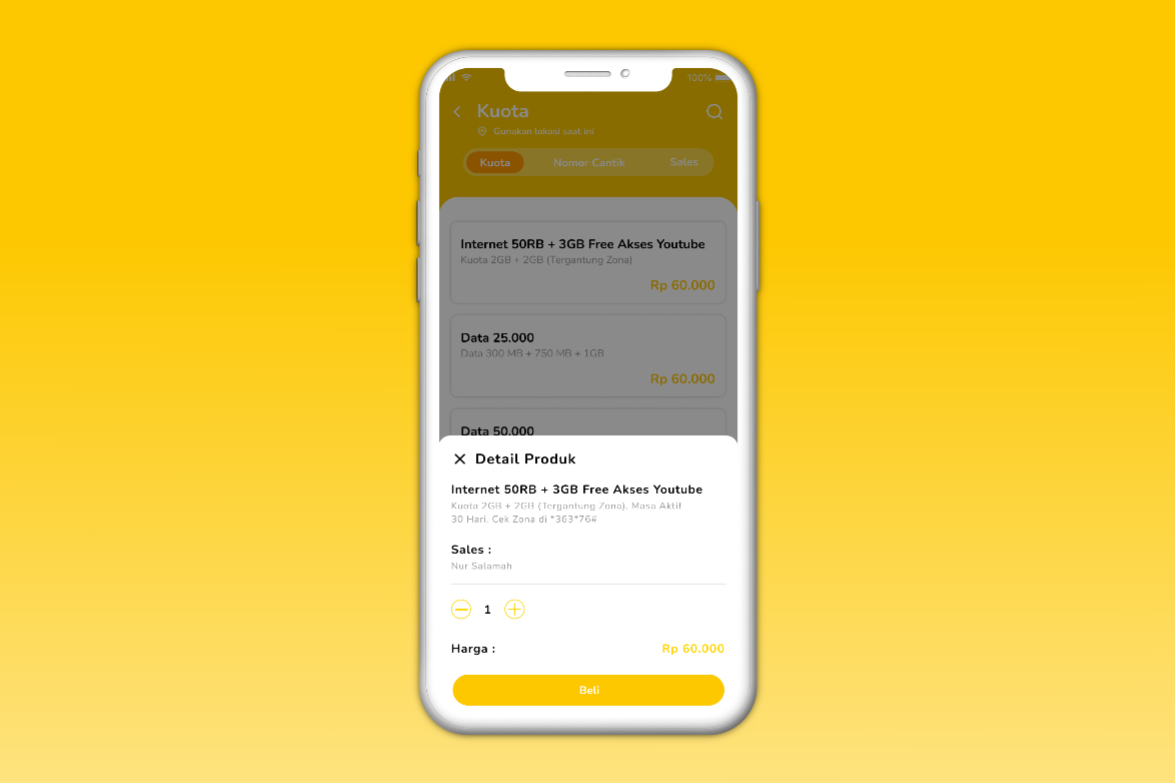 100%
Kuota
Gunakan lokasi saat ini
Kuota Nomor Cantik Sales
Internet 50RB + 3GB Free Akses Youtube
Kuota 2GB + 2GB (Tergantung Zona)
Rp 60.000
Data 25.000
Data 300 MB + 750 MB + 1GB
Rp 60.000
Data 50.000
Detail Produk
Internet 50RB + 3GB Free Akses Youtube
Kuota 2GB + 2GB (Tergantung Zona), Masa Aktif
30 Hari. Cek Zona di *363*76#
Sales :
Nur Salamah
1
Harga :
Rp 60.000
Beli